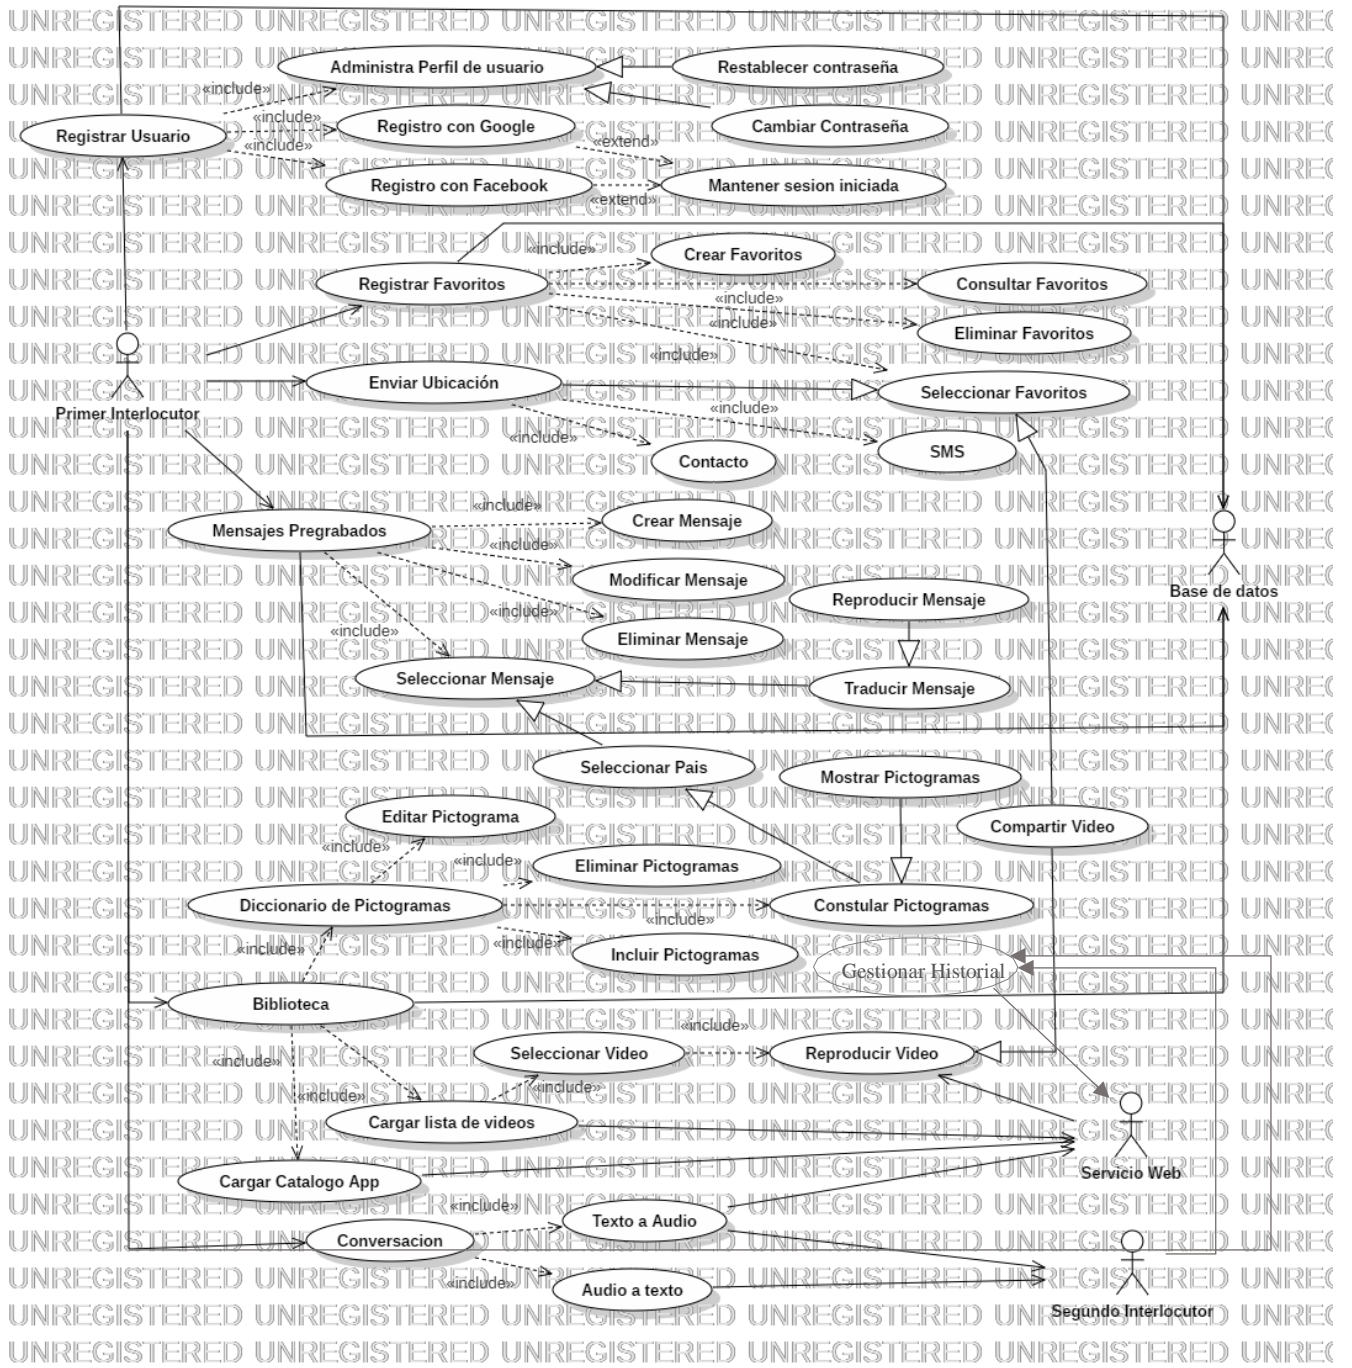 UNREGISTERED UNREGISTERED UNREGISTERED UNREGISTERED UNREGISTERED UNREG
Administra Perfil de usuario
Restablecer contraseña
«include»
Registrar Usuario
«include»
Registro con Google
Cambiar Contraseña
«include»
«extend»
Registro con Facebook
Mantener sesion iniciada
«extend»
«include»
Crear Favoritos
Registrar Favoritos
Consultar Favoritos
«include»
«include»
Eliminar Favoritos
«include»
Enviar Ubicación
Seleccionar Favoritos
Primer Interlocutor
«include»
«include»
SMS
Contacto
«include»
Mensajes Pregrabados
Crear Mensaje
«include»
Modificar Mensaje
Base de datos
Reproducir Mensaje
«include»
«include»
Eliminar Mensaje
Seleccionar Mensaje
Traducir Mensaje
Seleccionar Pais
Mostrar Pictogramas
Editar Pictograma
Compartir Video
«include»
«include»
Eliminar Pictogramas
Diccionario de Pictogramas
Constular Pictogramas
«include»
«include»
«include»
Incluir Pictogramas
Gestionar Historial
Biblioteca
«include»
Seleccionar Video
Reproducir Video
«include»
«include»
«include»
Cargar lista de videos
Servicio Web
Cargar Catalogo App
«include»
Texto a Audio
Conversacion
«include»
Audio a texto
Segundo Interlocutor